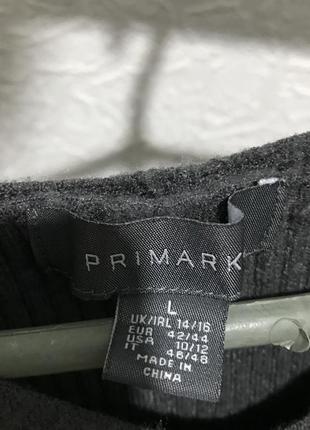 PRIMARK
L
UK/IRL 14/16
EUR 42/44
USA 10/12
IT 46/48
MADE IN
CHINA